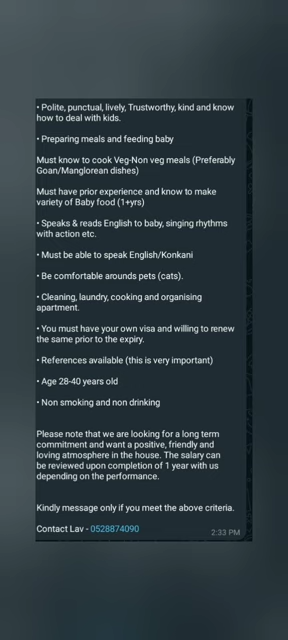 • Polite, punctual, lively, Trustworthy, kind and know
how to deal with kids.
• Preparing meals and feeding baby
Must know to cook Veg-Non veg meals (Preferably
Goan/Manglorean dishes)
Must have prior experience and know to make
variety of Baby food (1+yrs)
• Speaks & reads English to baby, singing rhythms
with action etc.
• Must be able to speak English/Konkani
• Be comfortable arounds pets (cats).
• Cleaning, laundry, cooking and organising
apartment.
• You must have your own visa and willing to renew
the same prior to the expiry.
• References available (this is very important)
• Age 28-40 years old
• Non smoking and non drinking
Please note that we are looking for a long term
commitment and want a positive, friendly and
loving atmosphere in the house. The salary can
be reviewed upon completion of 1 year with us
depending on the performance.
Kindly message only if you meet the above criteria.
Contact Lav - 0528874090
2:33 PM